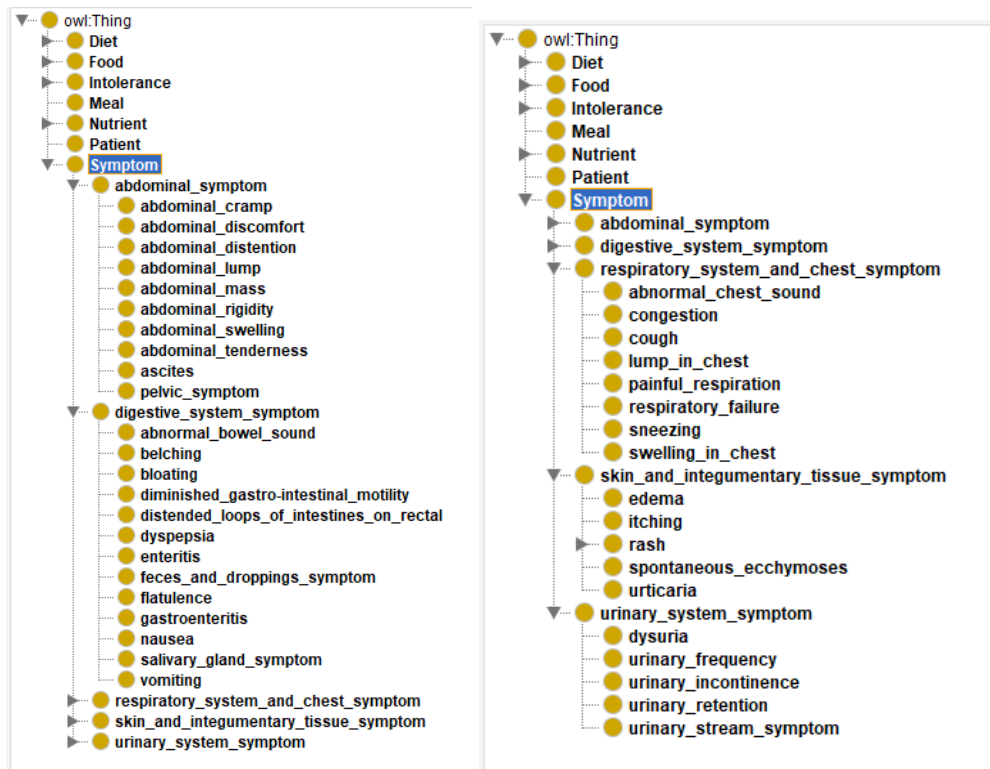 owl:Thing
Diet
Food
Intolerance
Meal
Nutrient
Patient
Symptom
abdominal_symptom
abdominal_cramp
abdominal_discomfort
abdominal_distention
abdominal_lump
abdominal_mass
abdominal_rigidity
abdominal_swelling
abdominal_tenderness
ascites
pelvic_symptom
digestive_system_symptom
abnormal_bowel_sound
belching
bloating
diminished_gastro-intestinal_motility
distended_loops_of_intestines_on_rectal
dyspepsia
enteritis
feces_and_droppings_symptom
flatulence
gastroenteritis
nausea
salivary_gland_symptom
vomiting
respiratory_system_and_chest_symptom
skin_and_integumentary_tissue_symptom
urinary_system_symptom
owl:Thing
Diet
Food
Intolerance
Meal
Nutrient
Patient
Symptom
abdominal_symptom
digestive_system_symptom
respiratory_system_and_chest_symptom
abnormal_chest_sound
congestion
cough
lump_in_chest
painful_respiration
respiratory_failure
sneezing
swelling_in_chest
skin_and_integumentary_tissue_symptom
edema
itching
rash
spontaneous_ecchymoses
urticaria
urinary_system_symptom
dysuria
urinary_frequency
urinary_incontinence
urinary_retention
urinary_stream_symptom